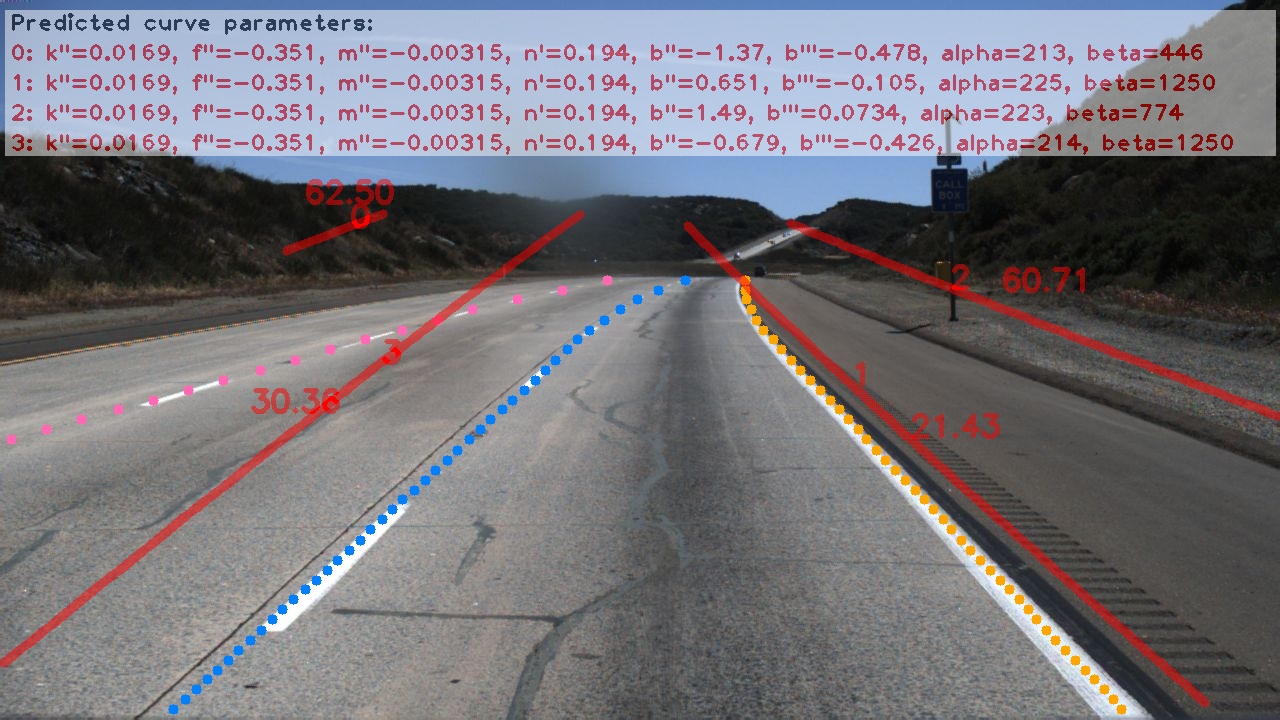 Predicted curve parameters:
0: k''=0.0169, f''=−0.351, m''=−0.00315, n'=0.194, b''=−1.37, b'''=−0.478, alpha=213, beta=446
1: k''=0.0169, f''=−0.351, m''=−0.00315, n'=0.194, b''=0.651, b'''=−0.105, alpha=225, beta=1250
2: k''=0.0169, f''=−0.351, m''=−0.00315, n'=0.194, b''=1.49, b'''=0.0734, alpha=223, beta=774
3: k''=0.0169, f''=−0.351, m''=−0.00315, n'=0.194, b''=−0.679, b'''=−0.426, alpha=214, beta=1250
CALL
BOX
62.50
0
2 60.71
3
1
30.36
21.43